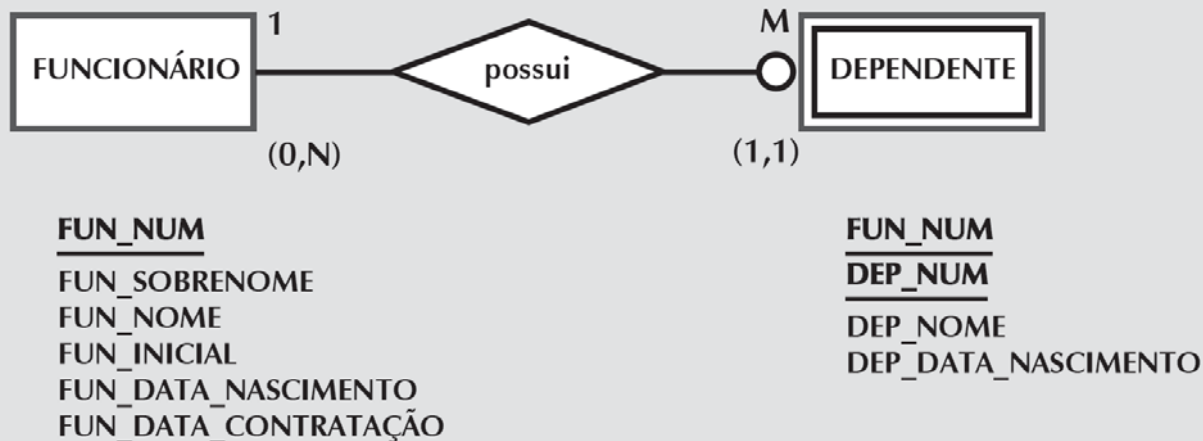 1
M
FUNCIONÁRIO
possui
DEPENDENTE
(0,N)
(1,1)
FUN_NUM
FUN_SOBRENOME
FUN_NOME
FUN_INICIAL
FUN_DATA_NASCIMENTO
FUN_DATA_CONTRATAÇÃO
FUN_NUM
DEP_NUM
DEP_NOME
DEP_DATA_NASCIMENTO